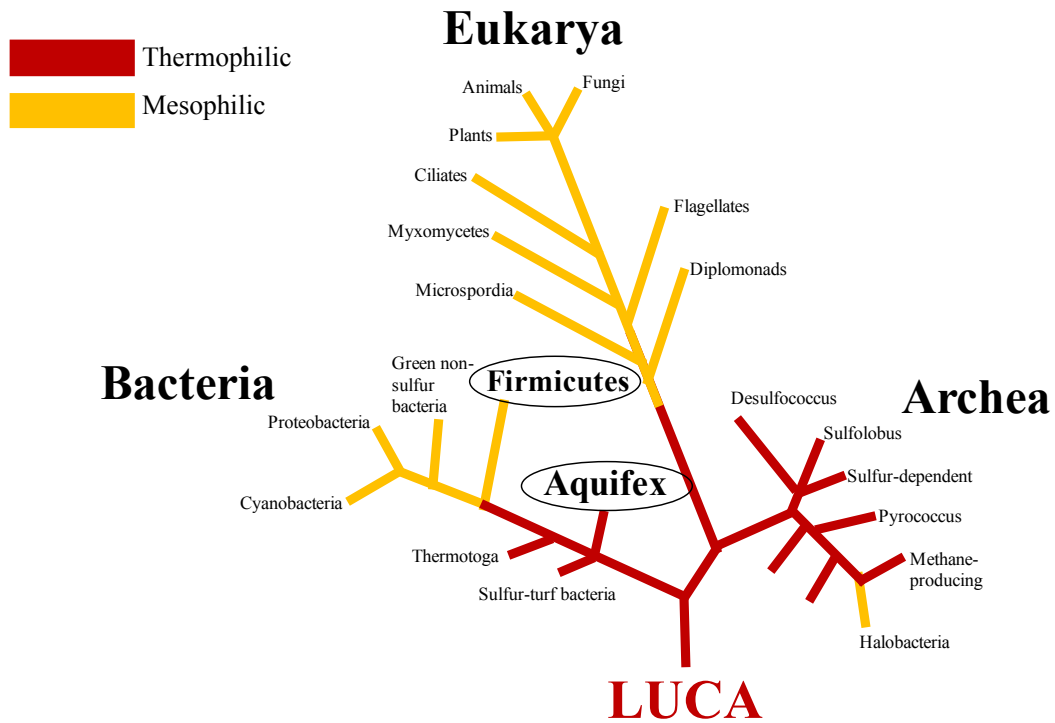 Eukarya
Thermophilic
Mesophilic
Animals
Fungi
Plants
Ciliates
Flagellates
Myxomycetes
Diplomonads
Microspordia
Bacteria
Green non-
sulfur
bacteria
Firmicutes
Archea
Desulfococcus
Proteobacteria
Sulfolobus
Cyanobacteria
Aquifex
Sulfur-dependent
Pyrococcus
Thermotoga
Methane-
producing
Sulfur-turf bacteria
Halobacteria
LUCA